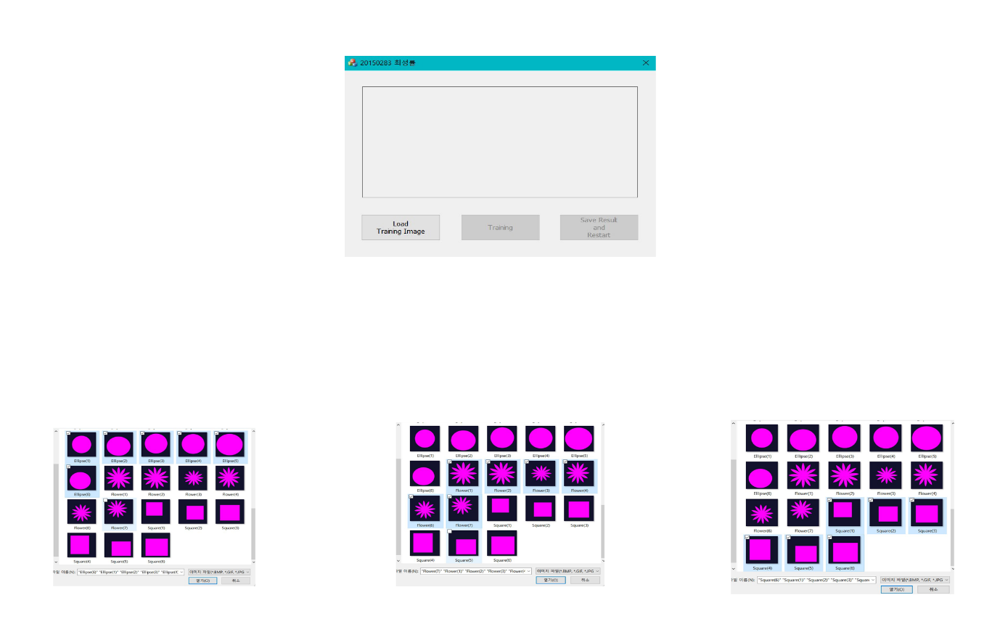 20150283 최성률
Load
Training Image
Training
Save Result
and
Restart
Ellipse(1) Ellipse(2) Ellipse(3) Ellipse(4) Ellipse(5)
Ellipse(6) Flower(1) Flower(2) Flower(3) Flower(4)
Flower(6) Flower(7) Square(1) Square(2) Square(3)
Square(4) Square(5) Square(6)
이름(N): "Ellipse(6)" "Ellipse(1)" "Ellipse(2)" "Ellipse(3)" "Ellipse(4 이미지 파일(*.BMP, *.GIF, *.JPG
열기(O) 취소
Ellipse(1) Ellipse(2) Ellipse(3) Ellipse(4) Ellipse(5)
Ellipse(6) Flower(1) Flower(2) Flower(3) Flower(4)
Flower(6) Flower(7) Square(1) Square(2) Square(3)
Square(4) Square(5) Square(6)
파일 이름(N): "Flower(7)" "Flower(1)" "Flower(2)" "Flower(3)" "Flower(4 이미지 파일(*.BMP, *.GIF, *.JPG
열기(O) 취소
Ellipse(1) Ellipse(2) Ellipse(3) Ellipse(4) Ellipse(5)
Ellipse(6) Flower(1) Flower(2) Flower(3) Flower(4)
Flower(6) Flower(7) Square(1) Square(2) Square(3)
Square(4) Square(5) Square(6)
이름(N): "Square(6)" "Square(1)" "Square(2)" "Square(3)" "Squar 이미지 파일(*.BMP, *.GIF, *.JPG
열기(O) 취소